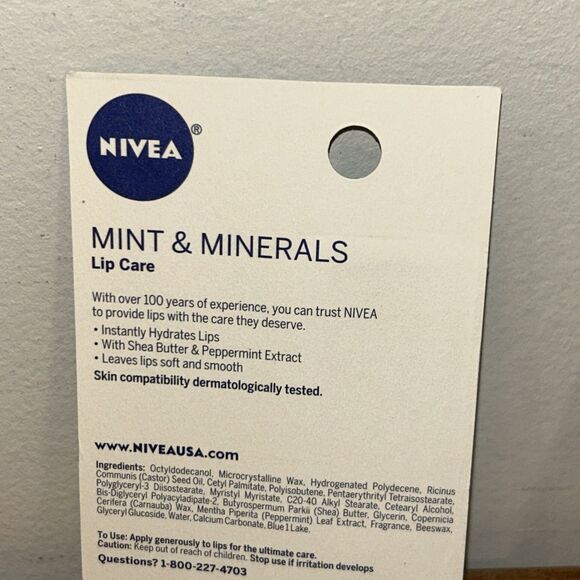 NIVEA®
MINT & MINERALS
Lip Care
With over 100 years of experience, you can trust NIVEA
to provide lips with the care they deserve.
• Instantly Hydrates Lips
• With Shea Butter & Peppermint Extract
• Leaves lips soft and smooth
Skin compatibility dermatologically tested.
www.NIVEAUSA.com
Ingredients: Octyldodecanol, Microcrystalline Wax, Hydrogenated Polydecene, Ricinus
Communis (Castor) Seed Oil, Cetyl Palmitate, Polyisobutene, Pentaerythrityl Tetraisostearate,
Polyglyceryl-3 Diisostearate, Myristyl Myristate, C20-40 Alkyl Stearate, Cetearyl Alcohol,
Bis-Diglyceryl Polyacyladipate-2, Butyrospermum Parkii (Shea) Butter, Glycerin, Copernicia
Cerifera (Carnauba) Wax, Mentha Piperita (Peppermint) Leaf Extract, Fragrance, Beeswax,
Glyceryl Glucoside, Water, Calcium Carbonate, Blue 1 Lake.
To Use: Apply generously to lips for the ultimate care.
Caution: Keep out of reach of children. Stop use if irritation develops
Questions? 1-800-227-4703